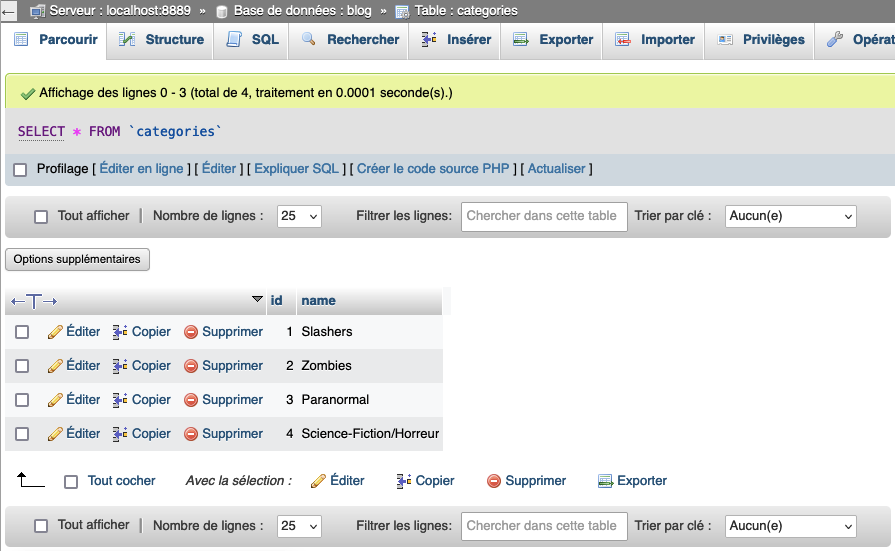 Serveur : localhost:8889 » Base de données : blog » Table : categories
Parcourir Structure SQL Rechercher Insérer Exporter Importer Privilèges Opérat
Affichage des lignes 0 - 3 (total de 4, traitement en 0.0001 seconde(s).)
SELECT * FROM `categories`
Profilage [ Éditer en ligne ] [ Éditer ] [ Expliquer SQL ] [ Créer le code source PHP ] [ Actualiser ]
Tout afficher | Nombre de lignes : 25 Filtrer les lignes: Chercher dans cette table Trier par clé : Aucun(e)
Options supplémentaires
←T→ id name
Éditer Copier Supprimer 1 Slashers
Éditer Copier Supprimer 2 Zombies
Éditer Copier Supprimer 3 Paranormal
Éditer Copier Supprimer 4 Science-Fiction/Horreur
Tout cocher Avec la sélection : Éditer Copier Supprimer Exporter
Tout afficher | Nombre de lignes : 25 Filtrer les lignes: Chercher dans cette table Trier par clé : Aucun(e)